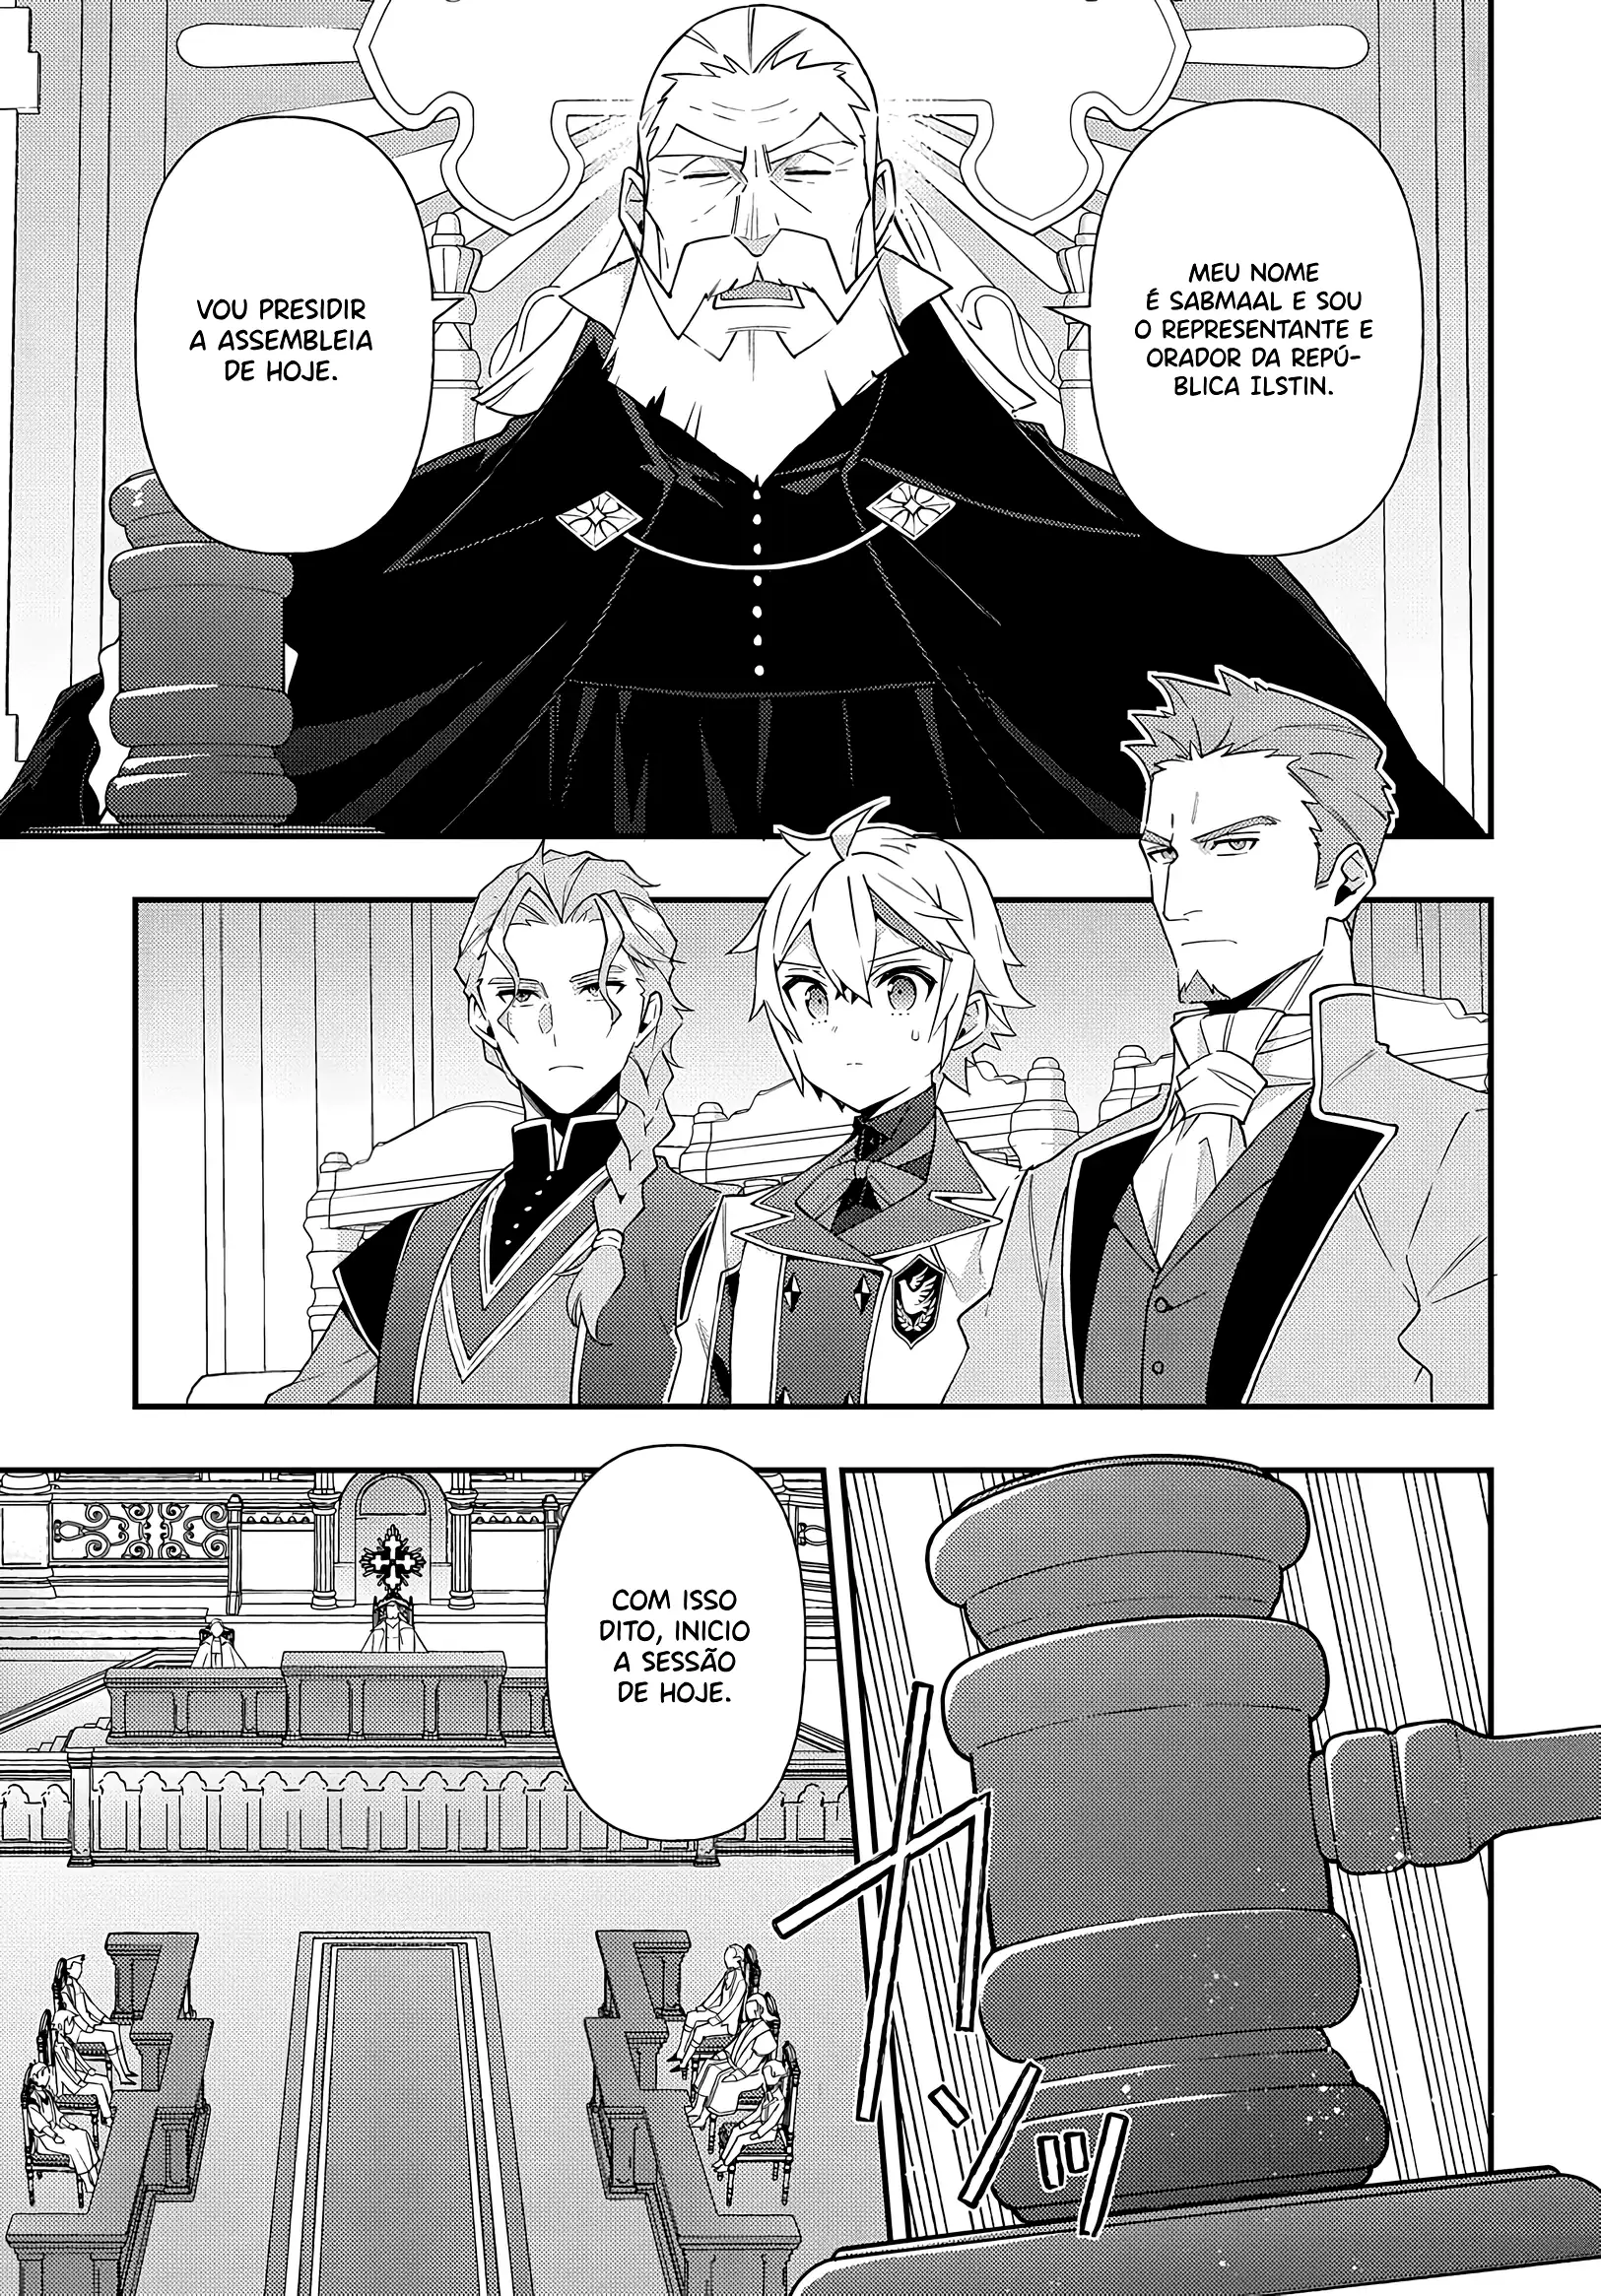 MEU NOME
É SABMAAL E SOU
O REPRESENTANTE E
ORADOR DA REPÚ-
BLICA ILSTIN.
VOU PRESIDIR
A ASSEMBLEIA
DE HOJE.
COM ISSO
DITO, INICIO
A SESSÃO
DE HOJE.